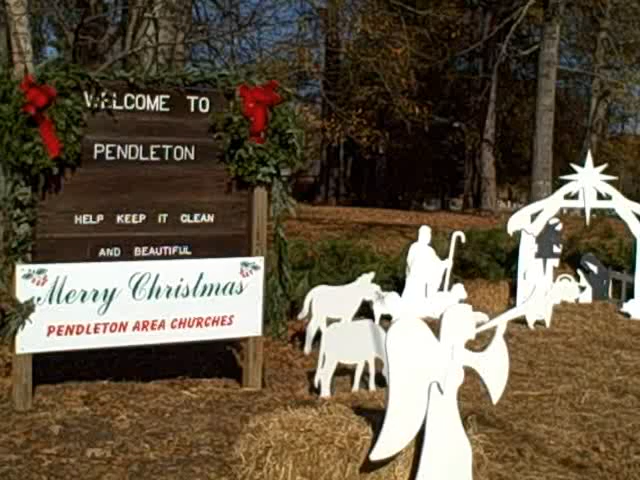 WELCOME TO
PENDLETON
HELP KEEP IT CLEAN
AND BEAUTIFUL
Merry Christmas
PENDLETON AREA CHURCHES